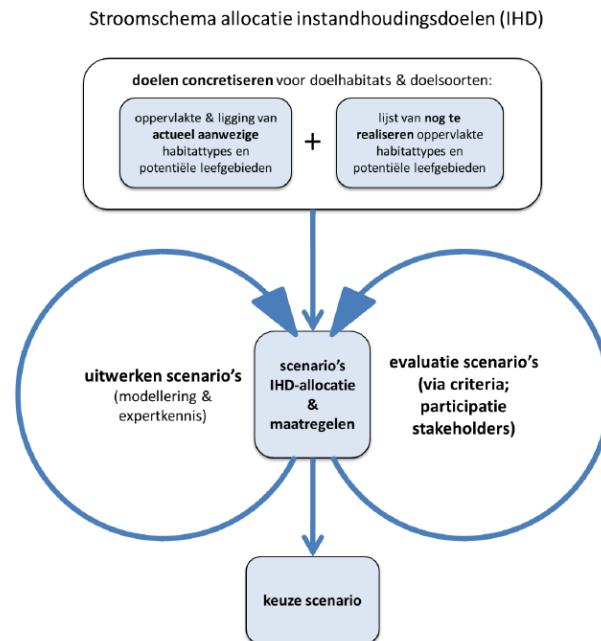 Stroomschema allocatie instandhoudingsdoelen (IHD)
doelen concretiseren voor doelhabitats & doelsoorten:
oppervlakte & ligging van
actueel aanwezige
habitattypes en
potentiële leefgebieden
+
lijst van nog te
realiseren oppervlakte
habitattypes en
potentiële leefgebieden
uitwerken scenario's
(modellering &
expertkennis)
scenario's
IHD-allocatie
&
maatregelen
evaluatie scenario's
(via criteria;
participatie
stakeholders)
keuze scenario